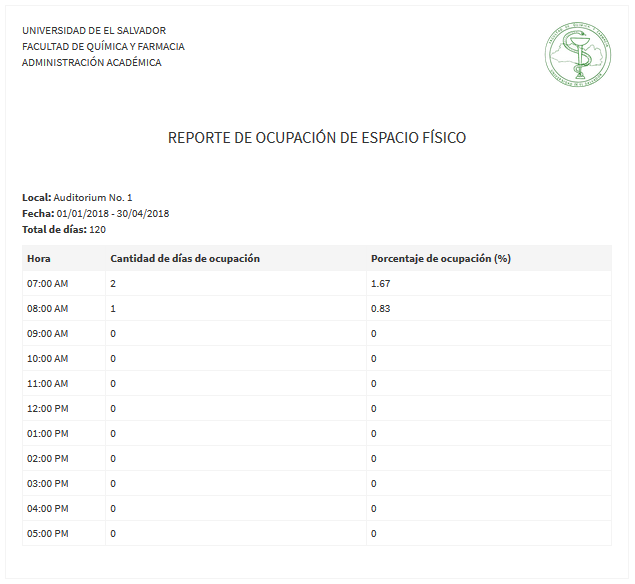 UNIVERSIDAD DE EL SALVADOR
FACULTAD DE QUÍMICA Y FARMACIA
ADMINISTRACIÓN ACADÉMICA
REPORTE DE OCUPACIÓN DE ESPACIO FÍSICO
Local: Auditorium No. 1
Fecha: 01/01/2018 - 30/04/2018
Total de días: 120
Hora Cantidad de días de ocupación Porcentaje de ocupación (%)
07:00 AM 2 1.67
08:00 AM 1 0.83
09:00 AM 0 0
10:00 AM 0 0
11:00 AM 0 0
12:00 PM 0 0
01:00 PM 0 0
02:00 PM 0 0
03:00 PM 0 0
04:00 PM 0 0
05:00 PM 0 0